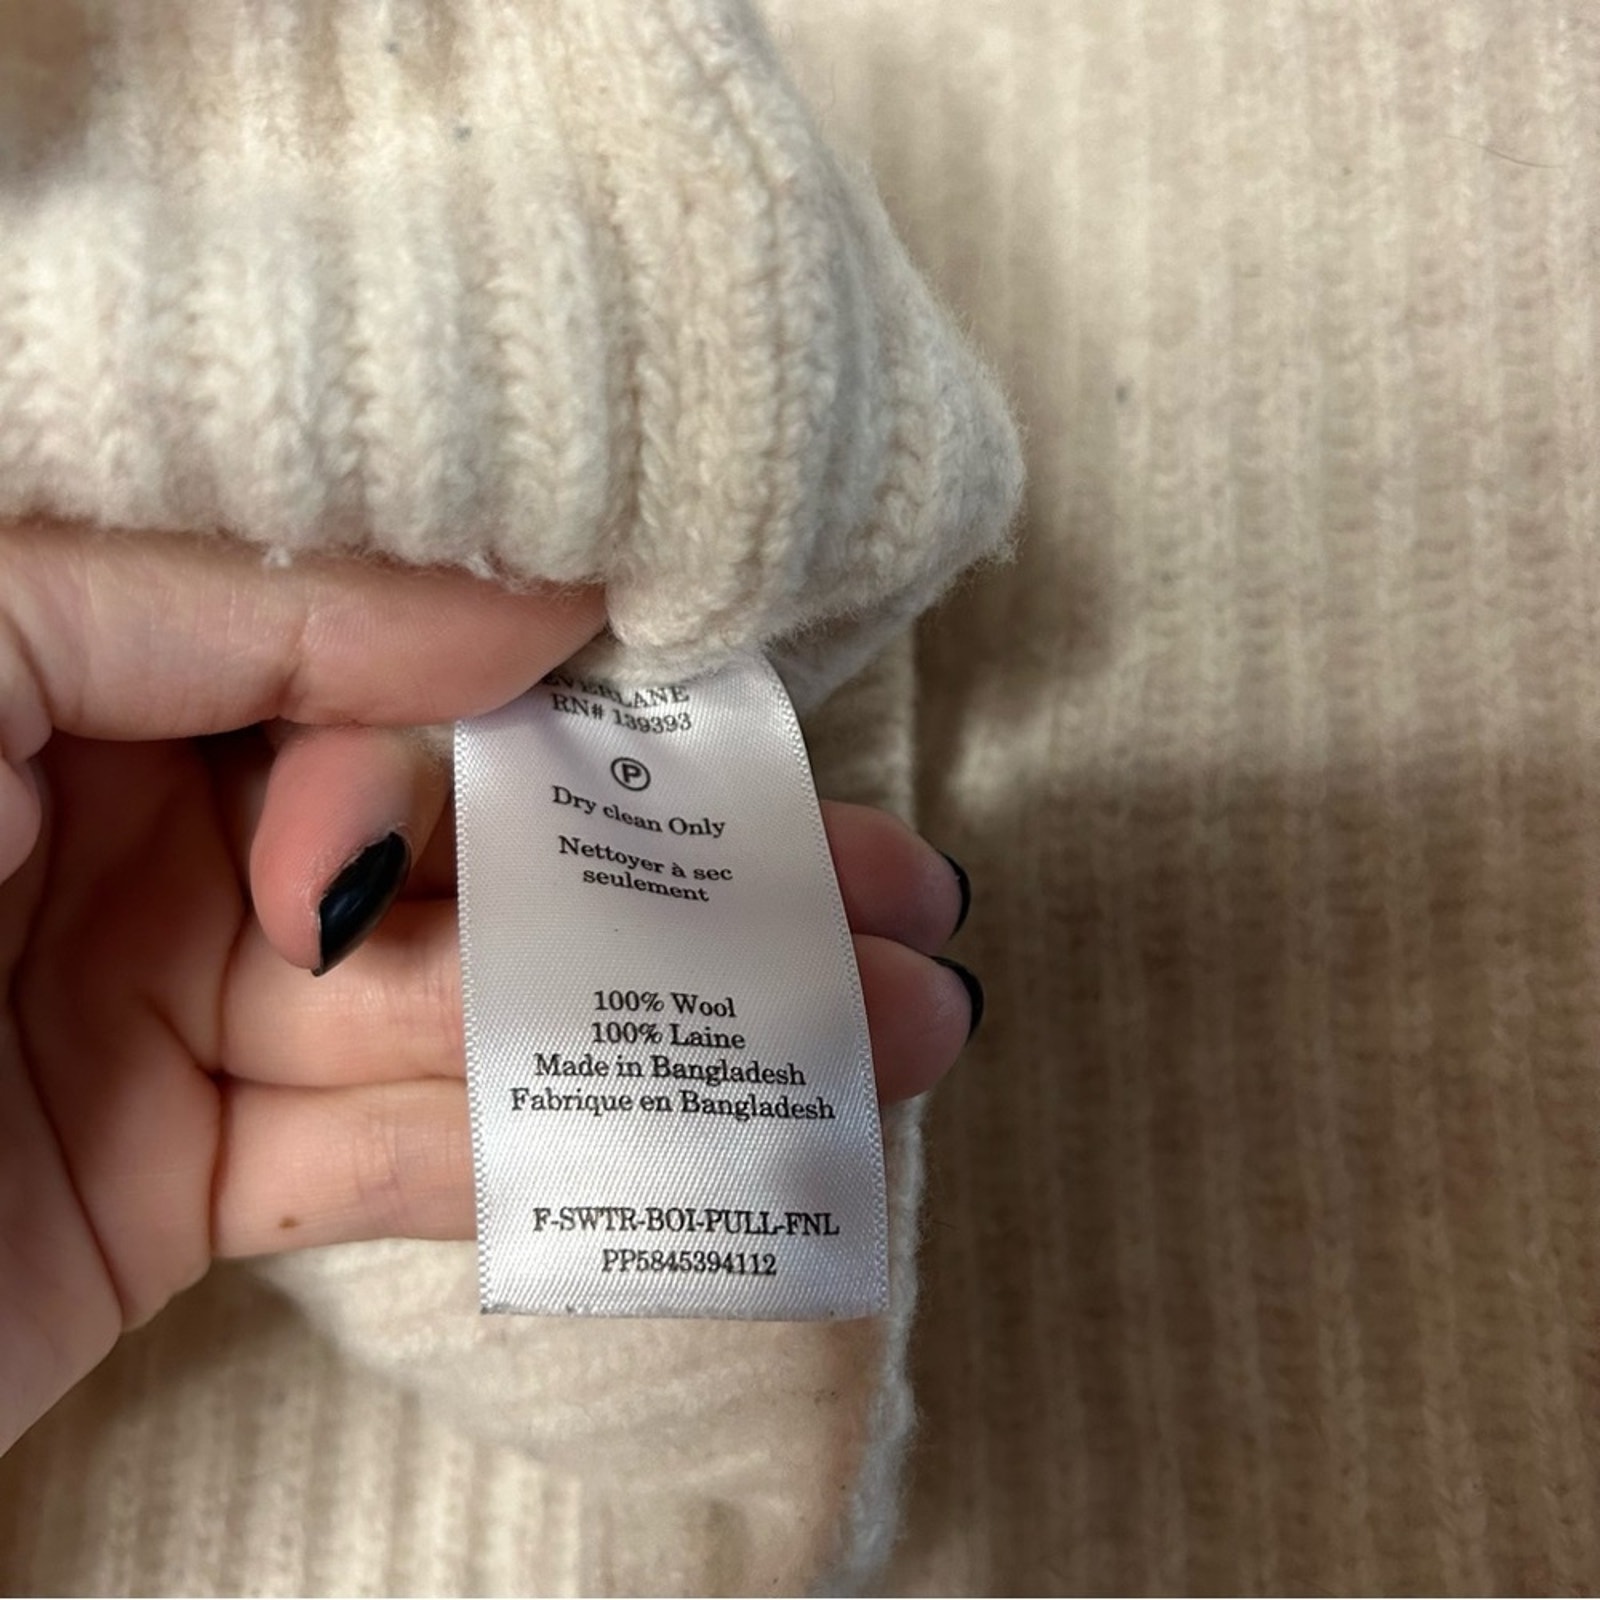 EVERLANE
RN# 139393
P
Dry clean Only
Nettoyer à sec
seulement
100% Wool
100% Laine
Made in Bangladesh
Fabrique en Bangladesh
F-SWTR-BOI-PULL-FNL
PP5845394112